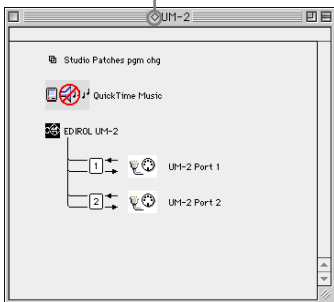 ◇UM-2
Studio Patches pgm chg
QuickTime Music
EDIROL UM-2
1
UM-2 Port 1
2
UM-2 Port 2